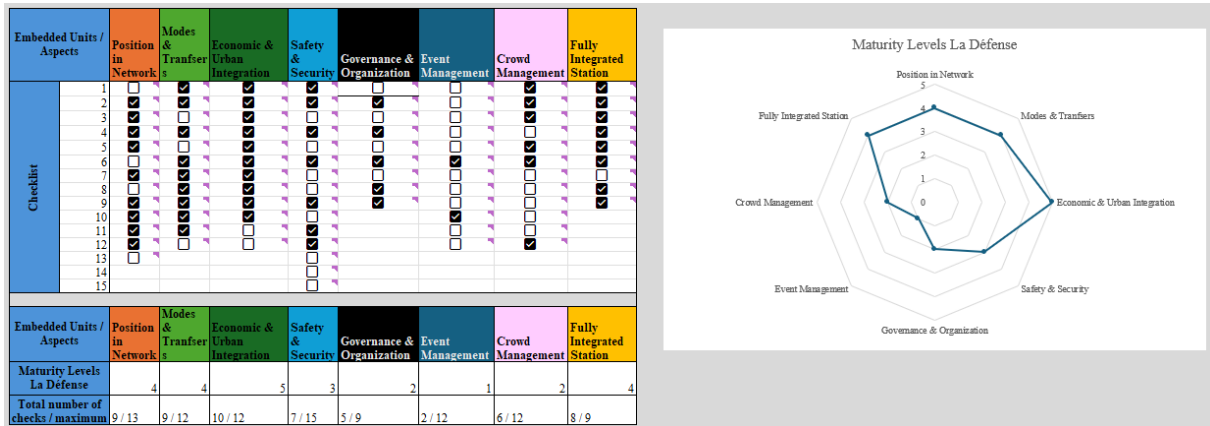 Embedded Units / Aspects
Position in Network
Modes & Tranfser s
Economic & Urban Integration
Safety & Security
Governance & Organization
Event Management
Crowd Management
Fully Integrated Station
Checklist
1
2
3
4
5
6
7
8
9
10
11
12
13
14
15
Embedded Units / Aspects
Position in Network
Modes & Tranfser s
Economic & Urban Integration
Safety & Security
Governance & Organization
Event Management
Crowd Management
Fully Integrated Station
Maturity Levels La Défense
4
4
5
3
2
1
2
4
Total number of checks / maximum
9 / 13
9 / 12
10 / 12
7 / 15
5 / 9
2 / 12
6 / 12
8 / 9
Maturity Levels La Défense
Position in Network
5
4
3
2
1
0
Modes & Tranfsers
Economic & Urban Integration
Safety & Security
Governance & Organization
Event Management
Crowd Management
Fully Integrated Station